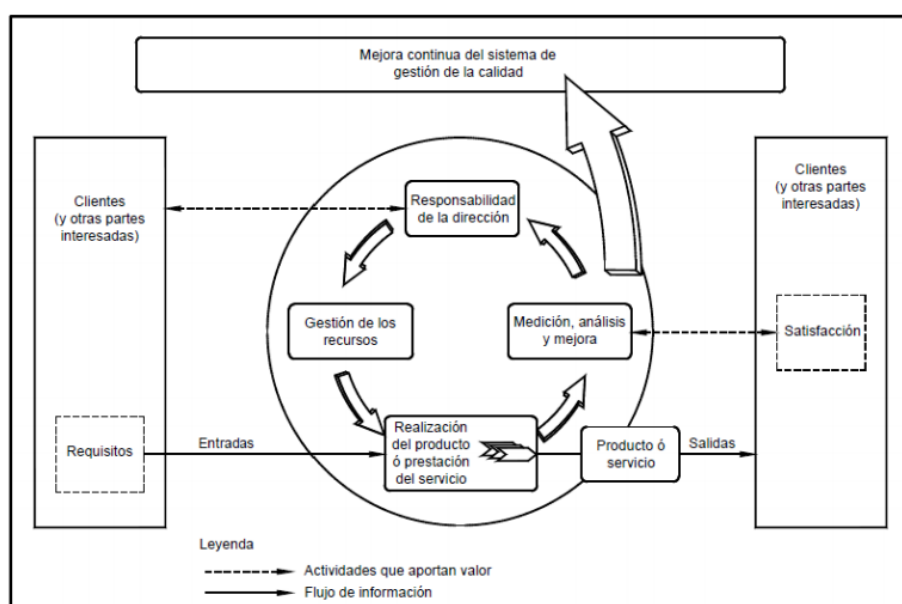 Mejora continua del sistema de
gestión de la calidad
Clientes
(y otras partes
interesadas)
Responsabilidad
de la dirección
Clientes
(y otras partes
interesadas)
Gestión de los
recursos
Medición, análisis
y mejora
Satisfacción
Requisitos
Entradas
Realización
del producto
ó prestación
del servicio
Producto ó
servicio
Salidas
Leyenda
Actividades que aportan valor
Flujo de información